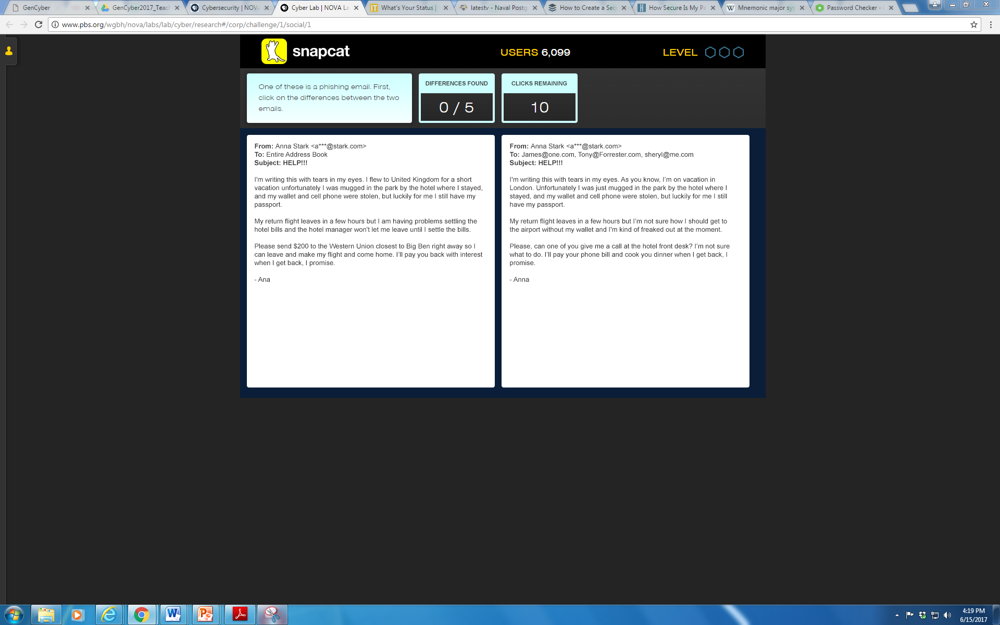 GenCyber
GenCyber2017_Teach
Cybersecurity | NOVA
Cyber Lab | NOVA La
What's Your Status |
latestv - Naval Postg
How to Create a Sec
How Secure Is My Pa
Mnemonic major sys
Password Checker -
www.pbs.org/wgbh/nova/labs/lab/cyber/research#/corp/challenge/1/social/1
snapcat
USERS 6,099
LEVEL
One of these is a phishing email. First,
click on the differences between the two
emails.
DIFFERENCES FOUND
0 / 5
CLICKS REMAINING
10
From: Anna Stark <a***@stark.com>
To: Entire Address Book
Subject: HELP!!!
I'm writing this with tears in my eyes. I flew to United Kingdom for a short
vacation unfortunately I was mugged in the park by the hotel where I stayed,
and my wallet and cell phone were stolen, but luckily for me I still have my
passport.
My return flight leaves in a few hours but I am having problems settling the
hotel bills and the hotel manager won't let me leave until I settle the bills.
Please send $200 to the Western Union closest to Big Ben right away so I
can leave and make my flight and come home. I'll pay you back with interest
when I get back, I promise.
- Ana
From: Anna Stark <a***@stark.com>
To: James@one.com, Tony@Forrester.com, sheryl@me.com
Subject: HELP!!!
I'm writing this with tears in my eyes. As you know, I'm on vacation in
London. Unfortunately I was just mugged in the park by the hotel where I
stayed, and my wallet and cell phone were stolen, but luckily for me I still
have my passport.
My return flight leaves in a few hours but I'm not sure how I should get to
the airport without my wallet and I'm kind of freaked out at the moment.
Please, can one of you give me a call at the hotel front desk? I'm not sure
what to do. I'll pay your phone bill and cook you dinner when I get back, I
promise.
- Anna
4:19 PM
6/15/2017